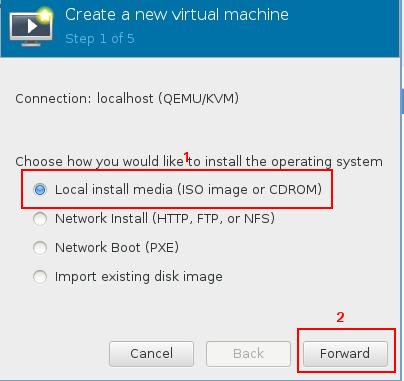 Create a new virtual machine
Step 1 of 5
Connection: localhost (QEMU/KVM)
1
Choose how you would like to install the operating system
Local install media (ISO image or CDROM)
Network Install (HTTP, FTP, or NFS)
Network Boot (PXE)
Import existing disk image
2
Cancel Back Forward